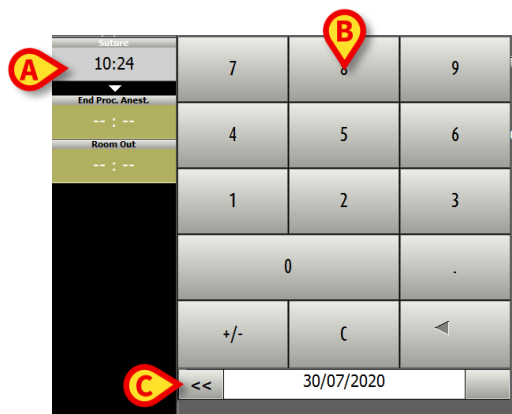 Suture
10:24
End Proc. Anest.
-- : --
Room Out
-- : --
A
B
7 8 9
4 5 6
1 2 3
0 .
+/- C
C
<< 30/07/2020